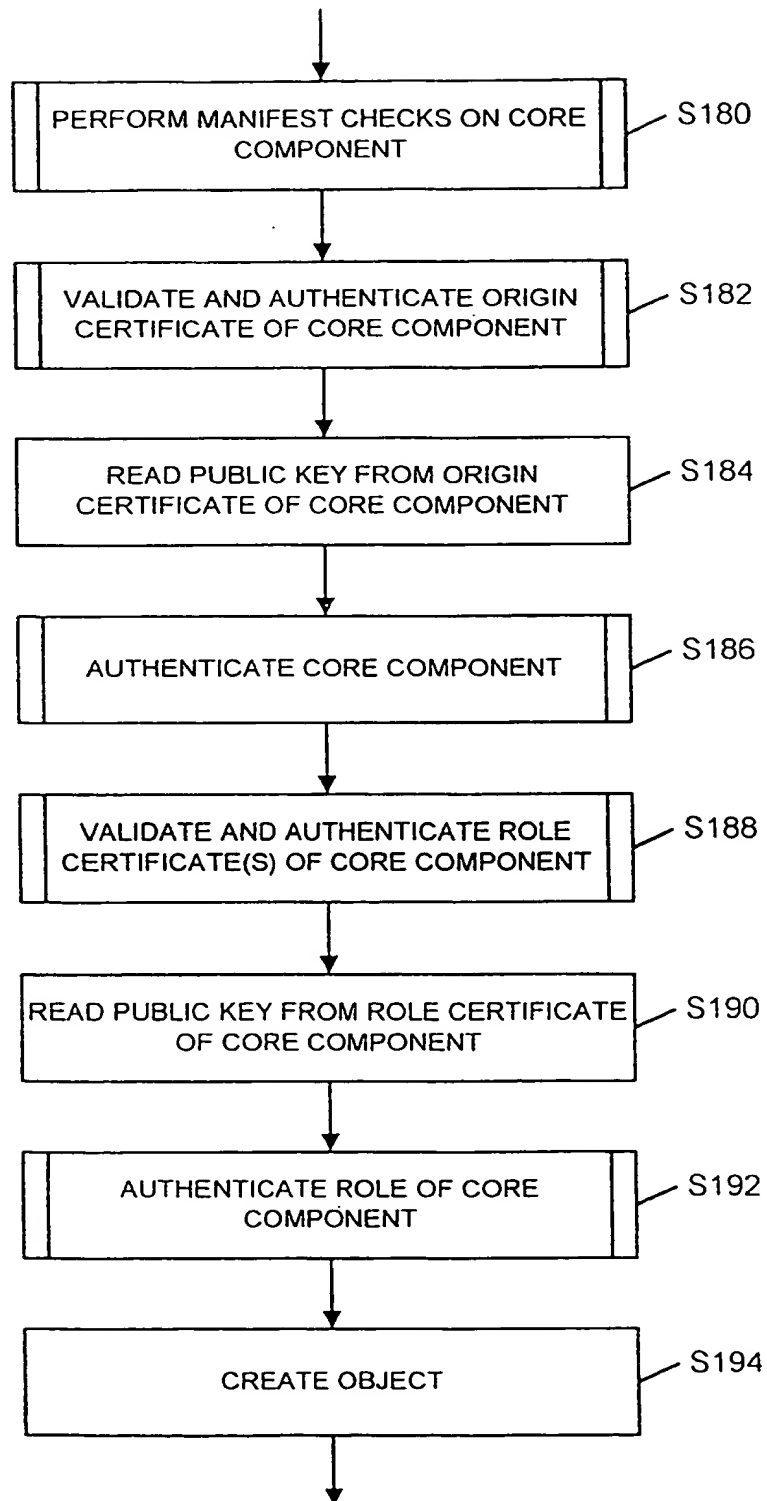 PERFORM MANIFEST CHECKS ON CORE
COMPONENT
S180
VALIDATE AND AUTHENTICATE ORIGIN
CERTIFICATE OF CORE COMPONENT
S182
READ PUBLIC KEY FROM ORIGIN
CERTIFICATE OF CORE COMPONENT
S184
AUTHENTICATE CORE COMPONENT
S186
VALIDATE AND AUTHENTICATE ROLE
CERTIFICATE(S) OF CORE COMPONENT
S188
READ PUBLIC KEY FROM ROLE CERTIFICATE
OF CORE COMPONENT
S190
AUTHENTICATE ROLE OF CORE
COMPONENT
S192
CREATE OBJECT
S194